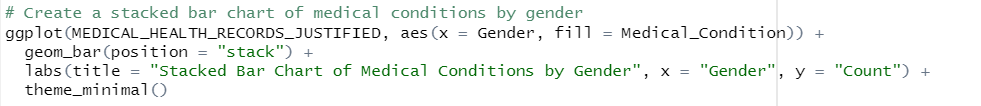 # Create a stacked bar chart of medical conditions by gender
ggplot(MEDICAL_HEALTH_RECORDS_JUSTIFIED, aes(x = Gender, fill = Medical_Condition)) +
  geom_bar(position = "stack") +
  labs(title = "Stacked Bar Chart of Medical Conditions by Gender", x = "Gender", y = "Count") +
  theme_minimal()